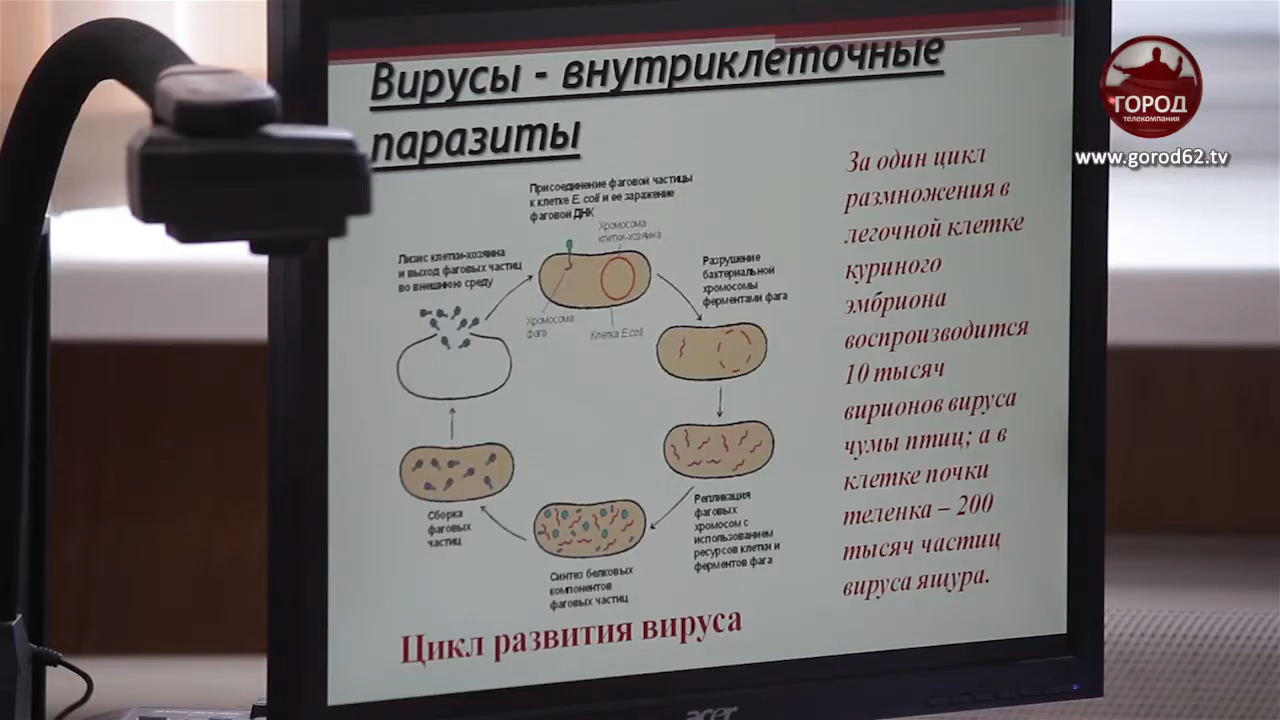 Вирусы - внутриклеточные
паразиты
Присоединение фаговой частицы
к клетке E. coli и ее заражение
фаговой ДНК
Хромосома
клетки-хозяина
Лизис клетки-хозяина
и выход фаговых частиц
во внешнюю среду
Разрушение
бактериальной
хромосомы
ферментами фага
Хромосома
фага
Клетка E.coli
Репликация
фаговых
хромосом с
использованием
ресурсов клетки и
ферментов фага
Сборка
фаговых
частиц
Синтез белковых
компонентов
фаговых частиц
Цикл развития вируса
За один цикл
размножения в
легочной клетке
куриного
эмбриона
воспроизводится
10 тысяч
вирионов вируса
чумы птиц; а в
клетке почки
теленка – 200
тысяч частиц
вируса ящура.
ГОРОД
телекомпания
www.gorod62.tv
acer